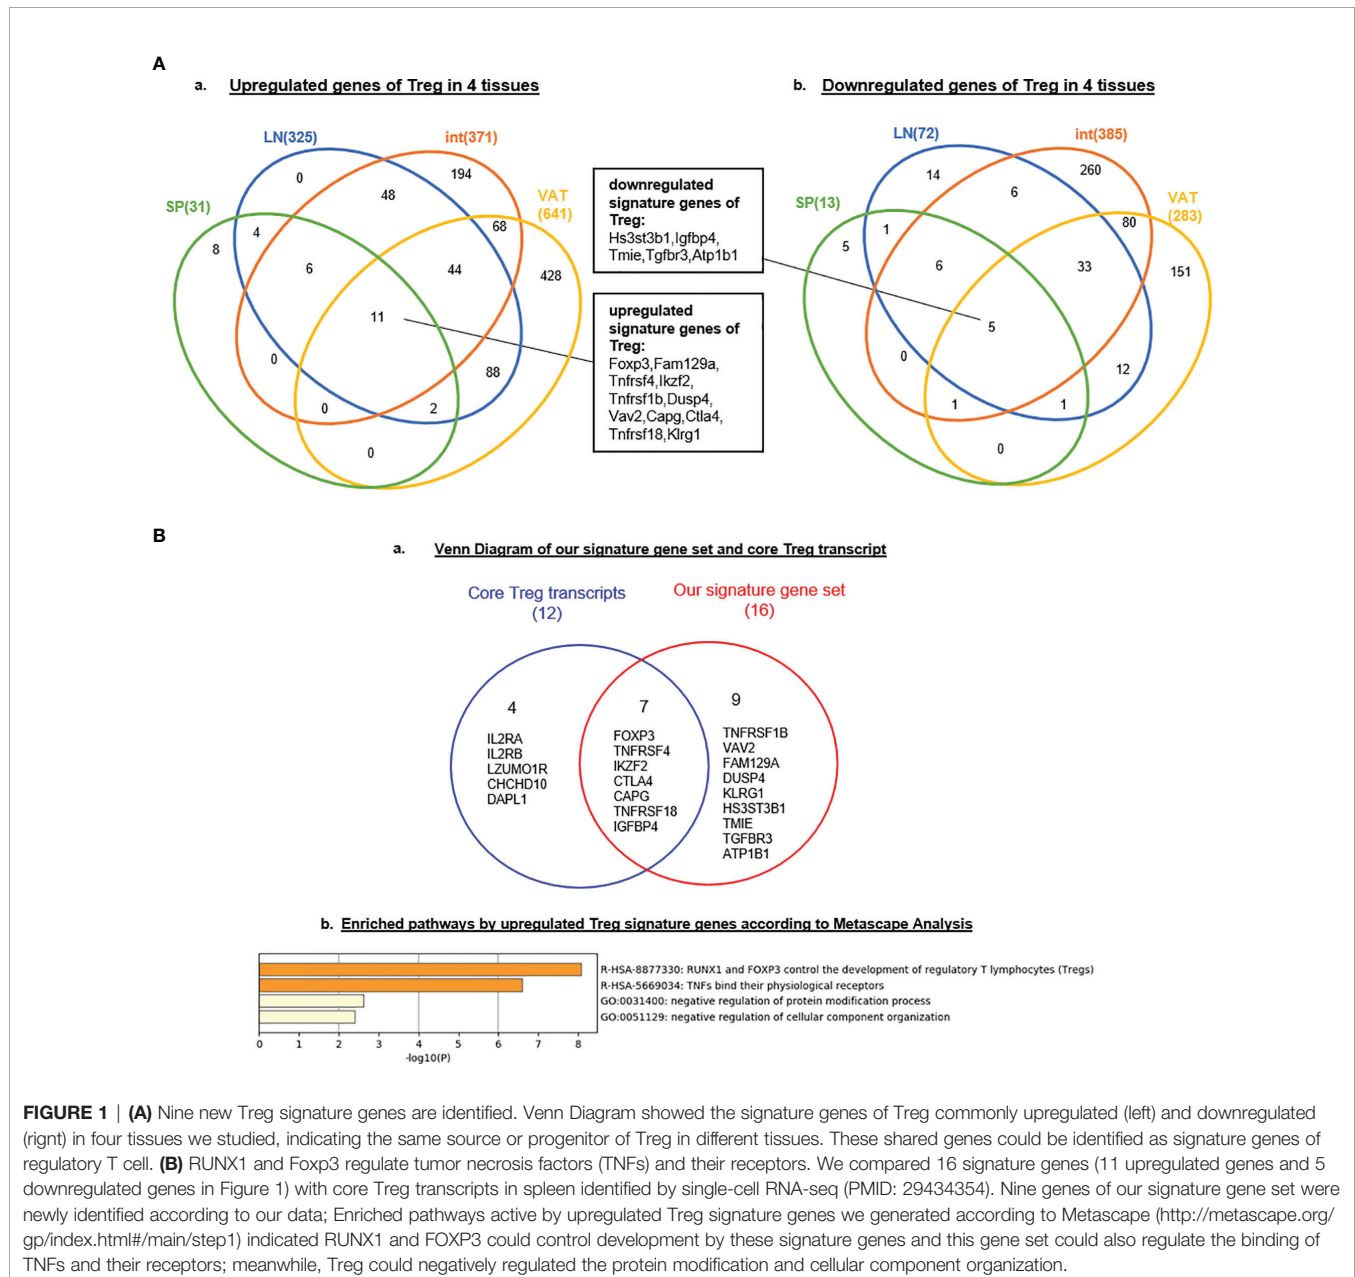 A
a. Upregulated genes of Treg in 4 tissues
LN(325)
int(371)
SP(31)
VAT
(641)
0
48
194
68
4
8
6
44
428
11
0
88
0
2
0
downregulated
signature genes of
Treg:
Hs3st3b1,Igfbp4,
Tmie,Tgfbr3,Atp1b1
upregulated
signature genes of
Treg:
Foxp3,Fam129a,
Tnfrsf4,Ikzf2,
Tnfrsf1b,Dusp4,
Vav2,Capg,Ctla4,
Tnfrsf18,Klrg1
b. Downregulated genes of Treg in 4 tissues
LN(72)
int(385)
SP(13)
VAT
(283)
14
6
260
80
1
5
6
33
151
5
0
12
1
1
0
B
a. Venn Diagram of our signature gene set and core Treg transcript
Core Treg transcripts
(12)
Our signature gene set
(16)
4
IL2RA
IL2RB
LZUMO1R
CHCHD10
DAPL1
7
FOXP3
TNFRSF4
IKZF2
CTLA4
CAPG
TNFRSF18
IGFBP4
9
TNFRSF1B
VAV2
FAM129A
DUSP4
KLRG1
HS3ST3B1
TMIE
TGFBR3
ATP1B1
b. Enriched pathways by upregulated Treg signature genes according to Metascape Analysis
R-HSA-8877330: RUNX1 and FOXP3 control the development of regulatory T lymphocytes (Tregs)
R-HSA-5669034: TNFs bind their physiological receptors
GO:0031400: negative regulation of protein modification process
GO:0051129: negative regulation of cellular component organization
0 1 2 3 4 5 6 7 8
-log10(P)
FIGURE 1 | (A) Nine new Treg signature genes are identified. Venn Diagram showed the signature genes of Treg commonly upregulated (left) and downregulated
(rignt) in four tissues we studied, indicating the same source or progenitor of Treg in different tissues. These shared genes could be identified as signature genes of
regulatory T cell. (B) RUNX1 and Foxp3 regulate tumor necrosis factors (TNFs) and their receptors. We compared 16 signature genes (11 upregulated genes and 5
downregulated genes in Figure 1) with core Treg transcripts in spleen identified by single-cell RNA-seq (PMID: 29434354). Nine genes of our signature gene set were
newly identified according to our data; Enriched pathways active by upregulated Treg signature genes we generated according to Metascape (http://metascape.org/
gp/index.html#/main/step1) indicated RUNX1 and FOXP3 could control development by these signature genes and this gene set could also regulate the binding of
TNFs and their receptors; meanwhile, Treg could negatively regulated the protein modification and cellular component organization.